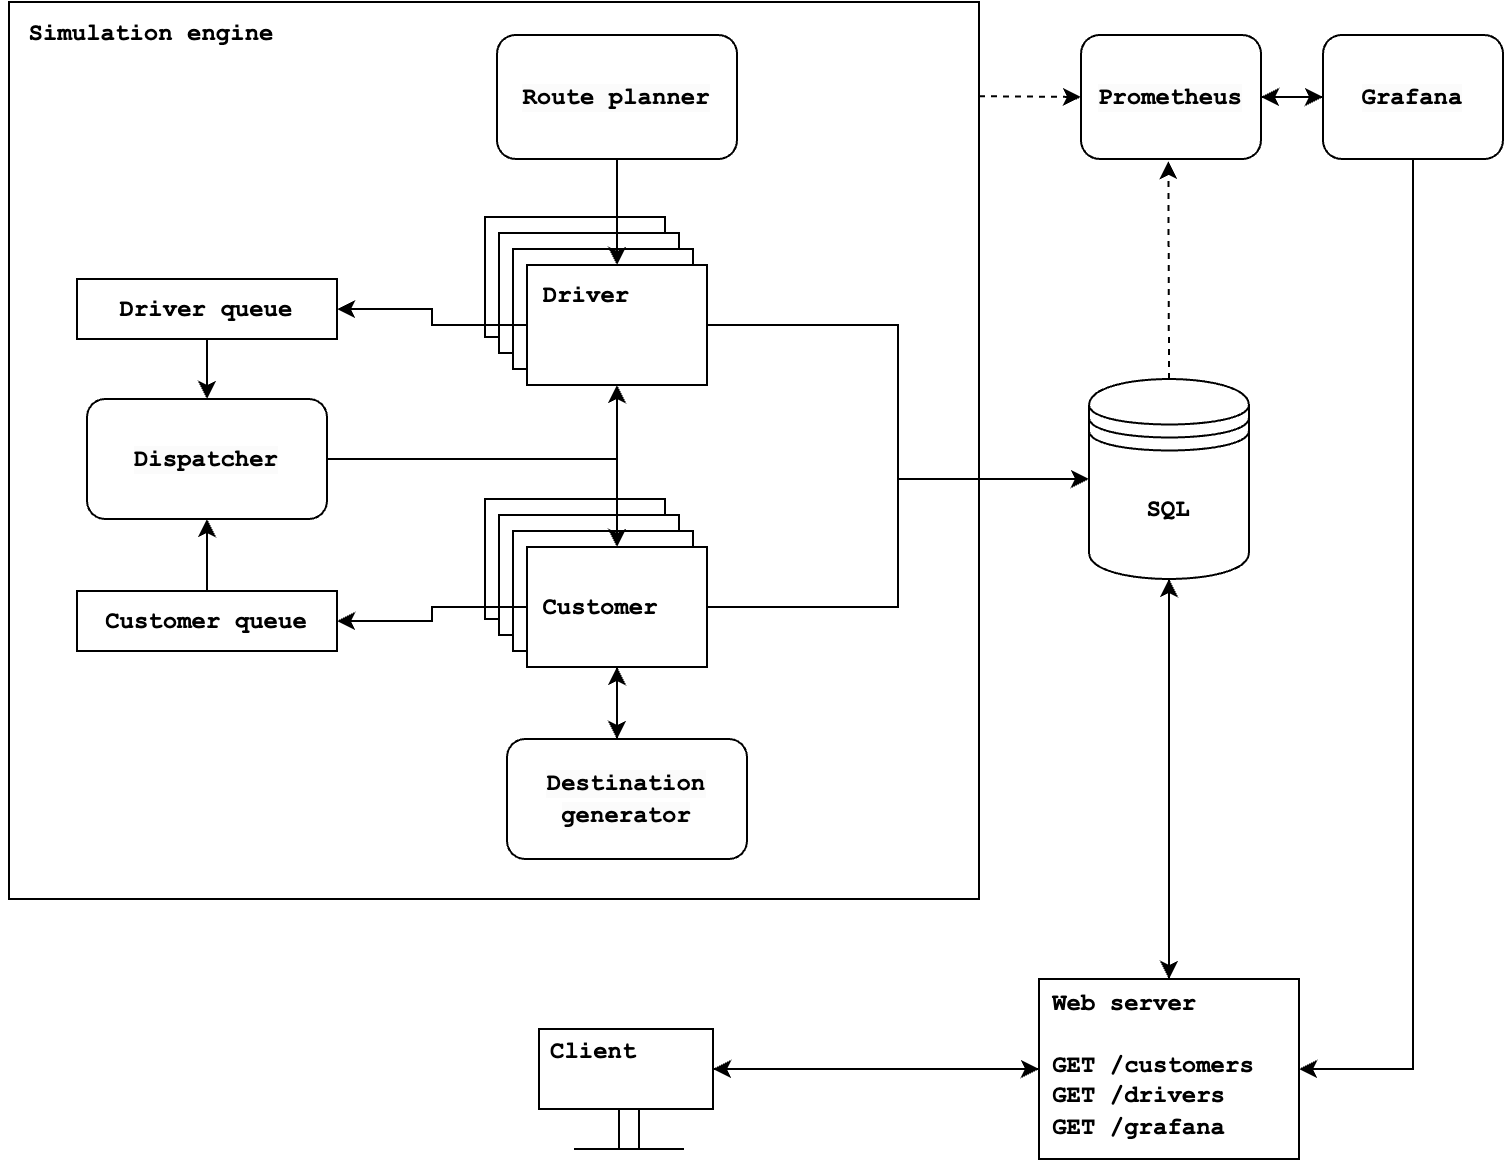 Simulation engine
Route planner
Prometheus
Grafana
Driver
Driver queue
Dispatcher
SQL
Customer
Customer queue
Destination
generator
Web server
Client
GET /customers
GET /drivers
GET /grafana